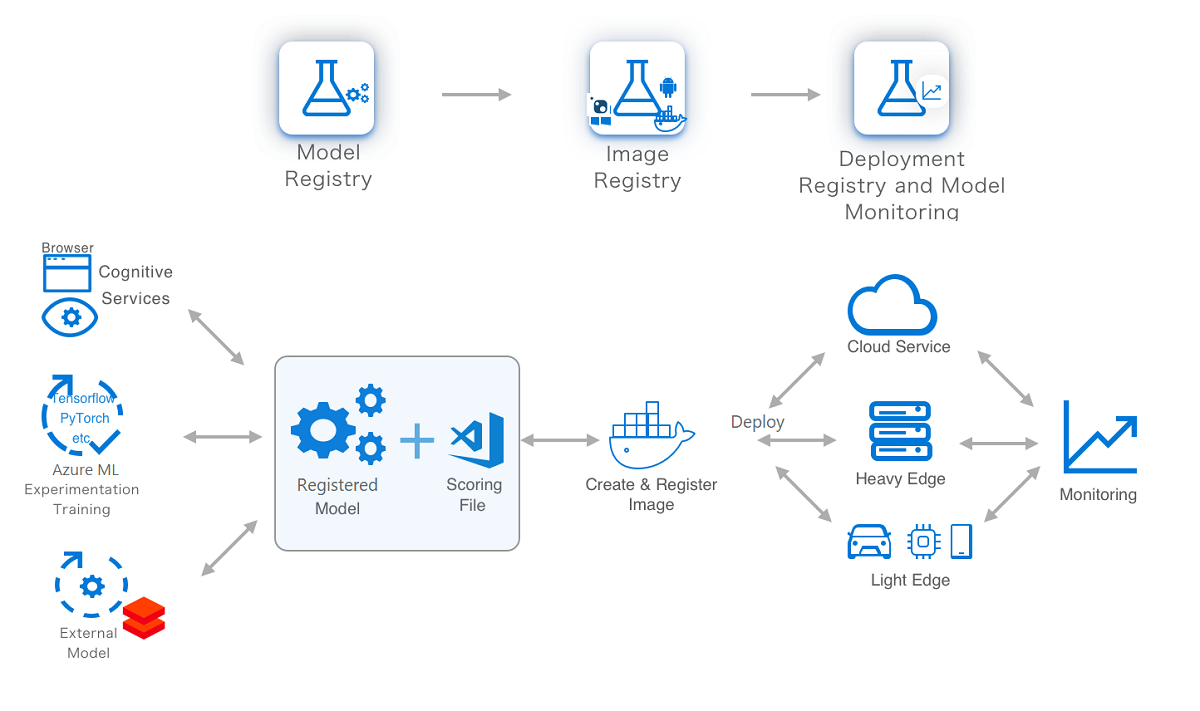 Model
Registry
Image
Registry
Deployment
Registry and Model
Monitoring
Browser
Cognitive
Services
Tensorflow
PyTorch
etc
Azure ML
Experimentation
Training
External
Model
Registered
Model
Scoring
File
Create & Register
Image
Deploy
Cloud Service
Heavy Edge
Light Edge
Monitoring